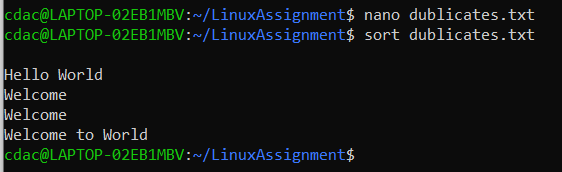 cdac@LAPTOP-02EB1MBV:~/LinuxAssignment$ nano dublicates.txt
cdac@LAPTOP-02EB1MBV:~/LinuxAssignment$ sort dublicates.txt

Hello World
Welcome
Welcome
Welcome to World
cdac@LAPTOP-02EB1MBV:~/LinuxAssignment$